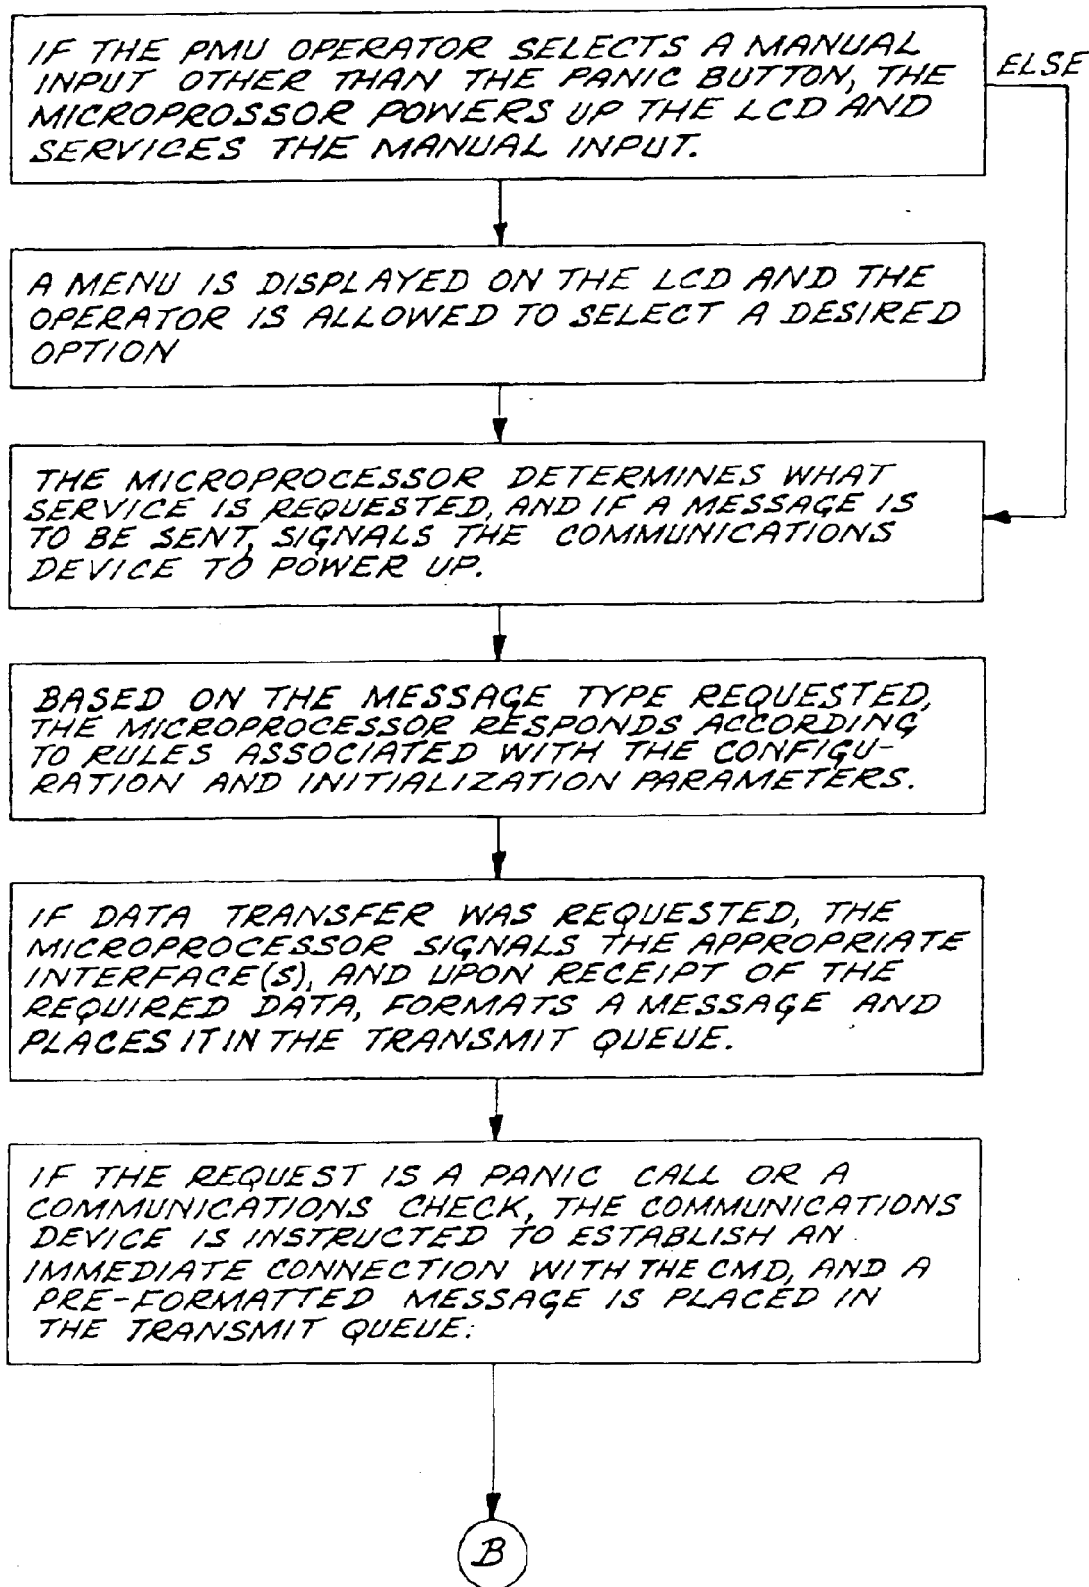 IF THE PMU OPERATOR SELECTS A MANUAL
INPUT OTHER THAN THE PANIC BUTTON, THE
MICROPROSSOR POWERS UP THE LCD AND
SERVICES THE MANUAL INPUT.
ELSE
A MENU IS DISPLAYED ON THE LCD AND THE
OPERATOR IS ALLOWED TO SELECT A DESIRED
OPTION
THE MICROPROCESSOR DETERMINES WHAT
SERVICE IS REQUESTED, AND IF A MESSAGE IS
TO BE SENT, SIGNALS THE COMMUNICATIONS
DEVICE TO POWER UP.
BASED ON THE MESSAGE TYPE REQUESTED,
THE MICROPROCESSOR RESPONDS ACCORDING
TO RULES ASSOCIATED WITH THE CONFIGU-
RATION AND INITIALIZATION PARAMETERS.
IF DATA TRANSFER WAS REQUESTED, THE
MICROPROCESSOR SIGNALS THE APPROPRIATE
INTERFACE(S), AND UPON RECEIPT OF THE
REQUIRED DATA, FORMATS A MESSAGE AND
PLACES IT IN THE TRANSMIT QUEUE.
IF THE REQUEST IS A PANIC CALL OR A
COMMUNICATIONS CHECK, THE COMMUNICATIONS
DEVICE IS INSTRUCTED TO ESTABLISH AN
IMMEDIATE CONNECTION WITH THE CMD, AND A
PRE-FORMATTED MESSAGE IS PLACED IN
THE TRANSMIT QUEUE.
B